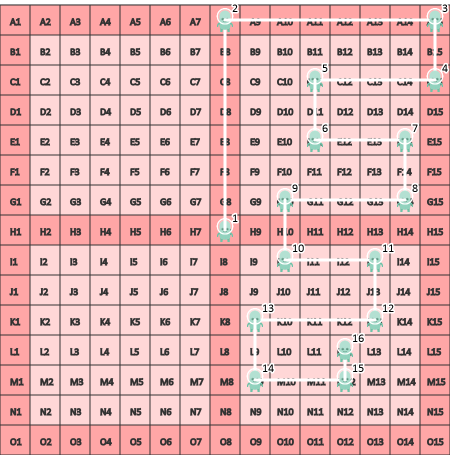 A1 A2 A3 A4 A5 A6 A7 2 A9 A10 A11 A12 A13 A14 3
B1 B2 B3 B4 B5 B6 B7 B8 B9 B10 B11 B12 B13 B14 B15
C1 C2 C3 C4 C5 C6 C7 C8 C9 C10 5 C12 C13 C14 4
D1 D2 D3 D4 D5 D6 D7 D8 D9 D10 D11 D12 D13 D14 D15
E1 E2 E3 E4 E5 E6 E7 E8 E9 E10 6 E12 E13 7 E15
F1 F2 F3 F4 F5 F6 F7 F8 F9 F10 F11 F12 F13 F14 F15
G1 G2 G3 G4 G5 G6 G7 G8 G9 9 G11 G12 G13 8 G15
H1 H2 H3 H4 H5 H6 H7 1 H9 H10 H11 H12 H13 H14 H15
I1 I2 I3 I4 I5 I6 I7 I8 I9 10 I11 I12 11 I14 I15
J1 J2 J3 J4 J5 J6 J7 J8 J9 J10 J11 J12 J13 J14 J15
K1 K2 K3 K4 K5 K6 K7 K8 13 K10 K11 K12 12 K14 K15
L1 L2 L3 L4 L5 L6 L7 L8 L9 L10 L11 16 L13 L14 L15
M1 M2 M3 M4 M5 M6 M7 M8 14 M10 M11 15 M13 M14 M15
N1 N2 N3 N4 N5 N6 N7 N8 N9 N10 N11 N12 N13 N14 N15
O1 O2 O3 O4 O5 O6 O7 O8 O9 O10 O11 O12 O13 O14 O15